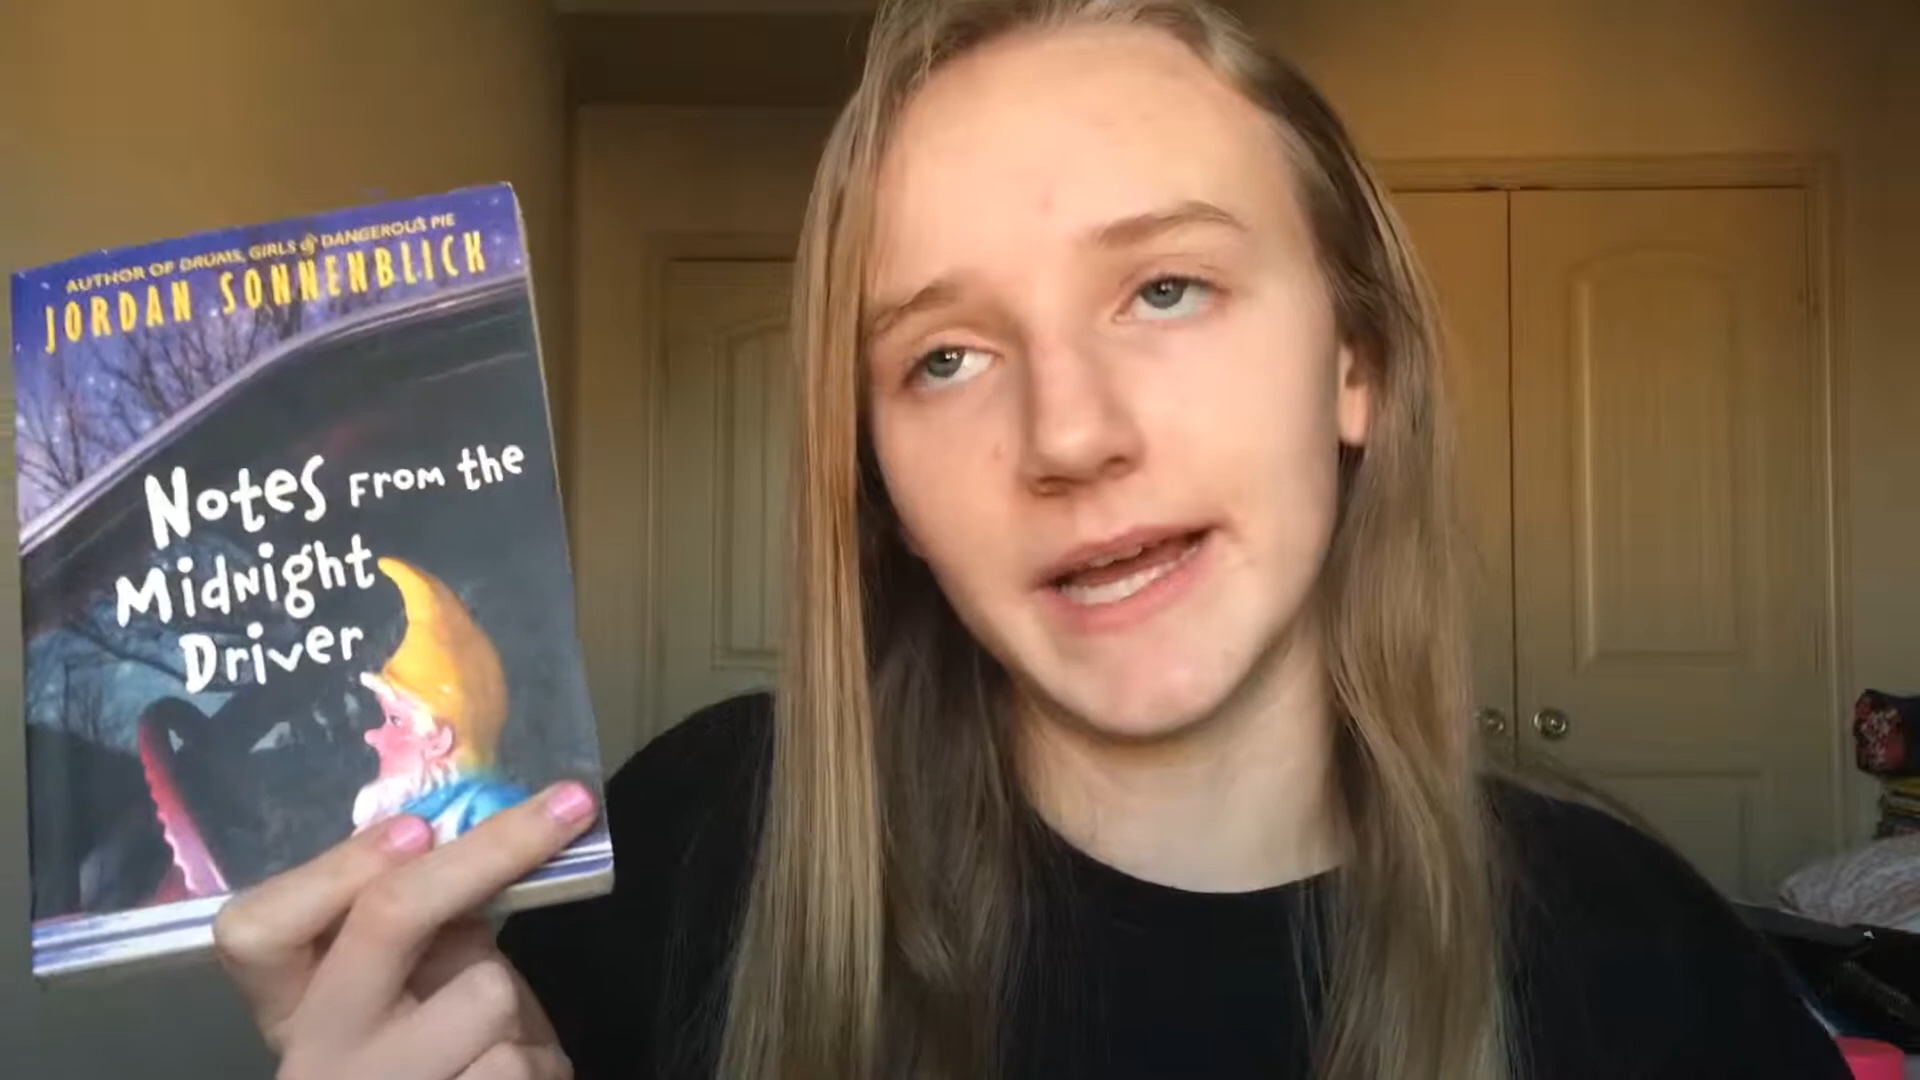 AUTHOR OF DRUMS, GIRLS & DANGEROUS PIE
JORDAN SONNENBLICK
NOTES FROM THE
MIDNIGHT
DRIVER